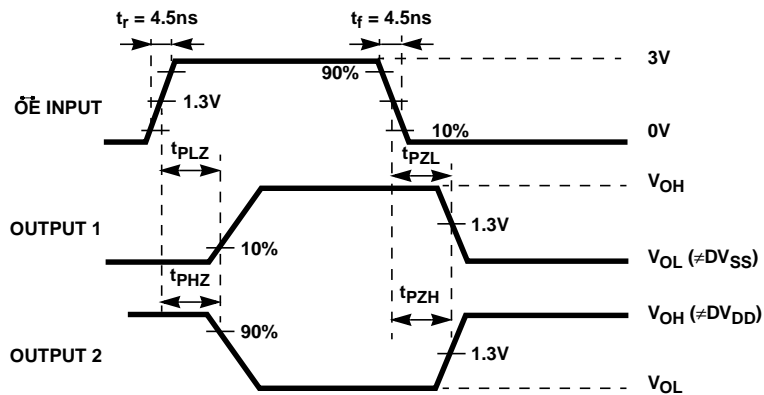 tr = 4.5ns
tf = 4.5ns
3V
90%
OE INPUT
1.3V
10%
0V
tPLZ
tPZL
VOH
OUTPUT 1
1.3V
10%
VOL (≠DVSS)
tPHZ
tPZH
VOH (≠DVDD)
90%
1.3V
OUTPUT 2
VOL